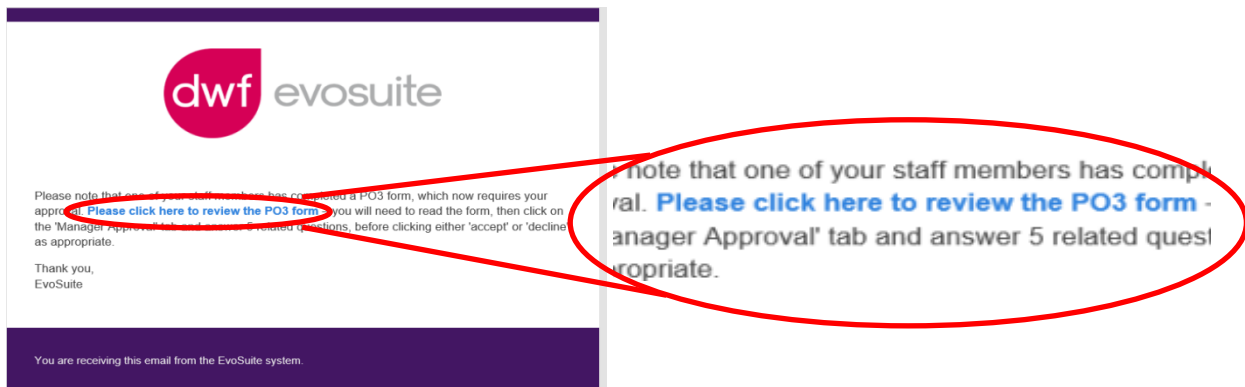 dwf evosuite
Please note that one of your staff members has completed a PO3 form, which now requires your
approval. Please click here to review the PO3 form - you will need to read the form, then click on
the 'Manager Approval' tab and answer 5 related questions, before clicking either 'accept' or 'decline'
as appropriate.
Thank you,
EvoSuite
You are receiving this email from the EvoSuite system.
note that one of your staff members has comple
val. Please click here to review the PO3 form -
anager Approval' tab and answer 5 related quest
ropriate.